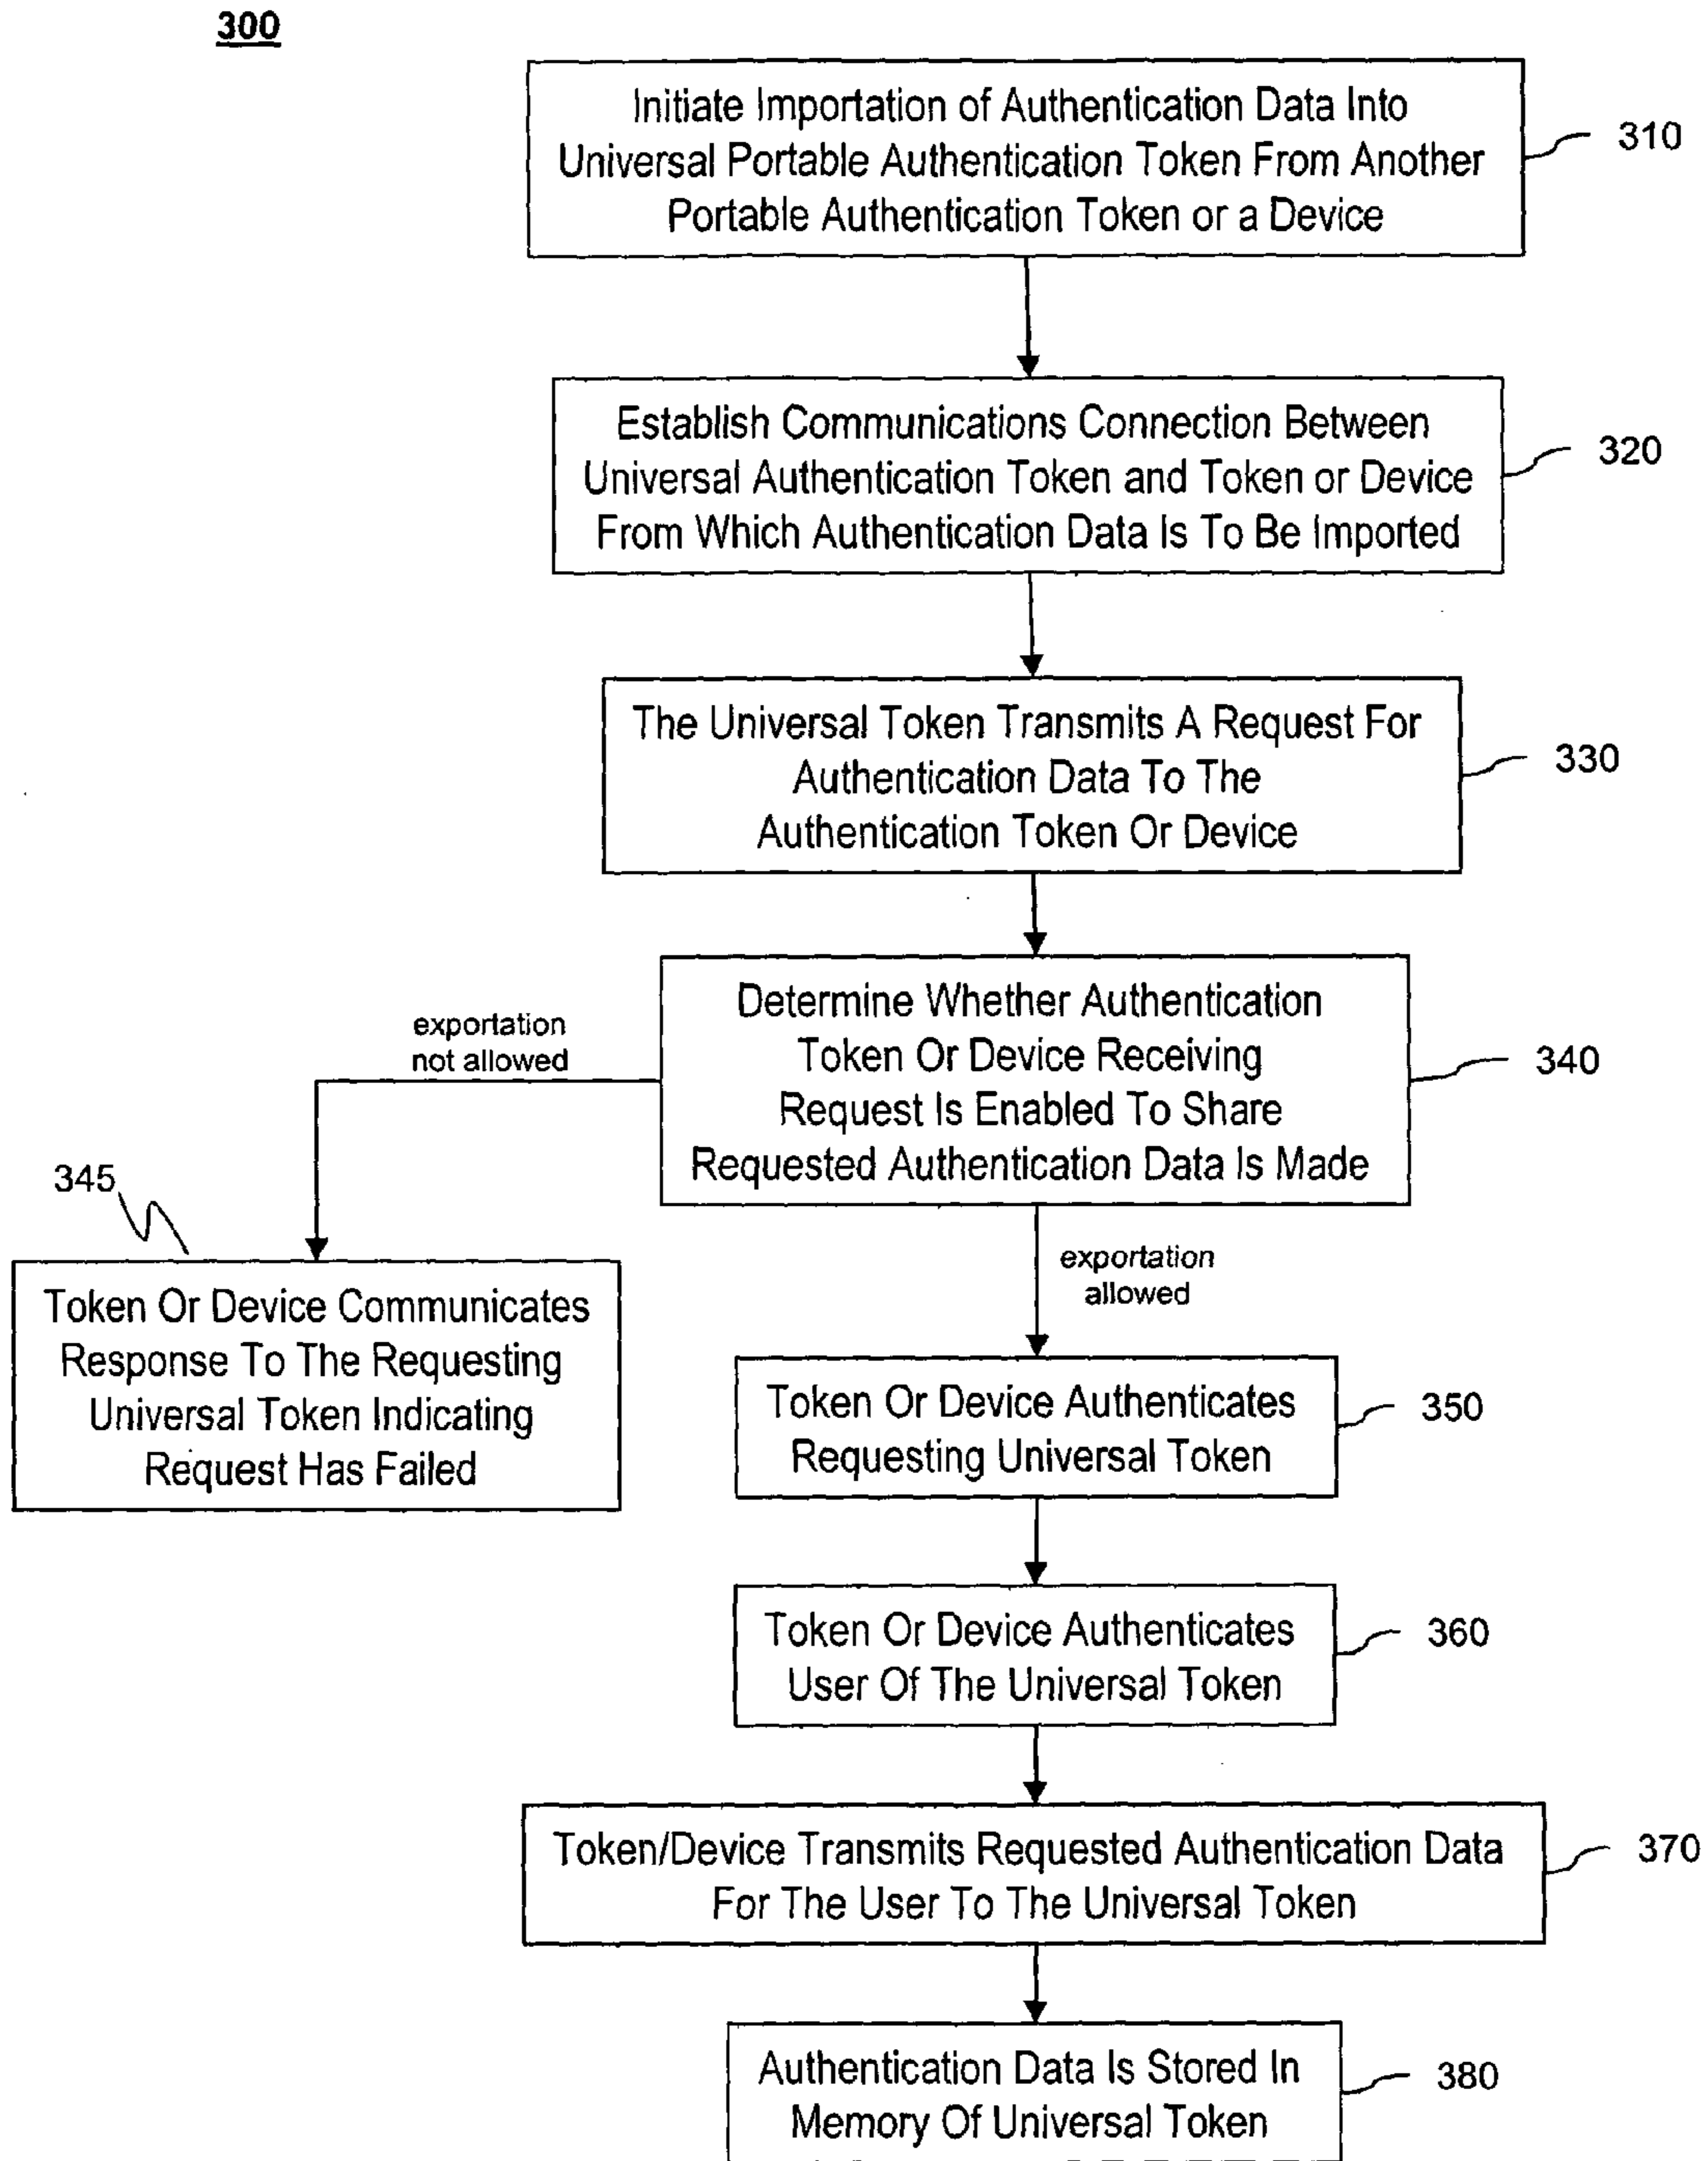 300
Initiate Importation of Authentication Data Into
Universal Portable Authentication Token From Another
Portable Authentication Token or a Device
310
Establish Communications Connection Between
Universal Authentication Token and Token or Device
From Which Authentication Data Is To Be Imported
320
The Universal Token Transmits A Request For
Authentication Data To The
Authentication Token Or Device
330
Determine Whether Authentication
Token Or Device Receiving
Request Is Enabled To Share
Requested Authentication Data Is Made
340
exportation
not allowed
345
Token Or Device Communicates
Response To The Requesting
Universal Token Indicating
Request Has Failed
exportation
allowed
Token Or Device Authenticates
Requesting Universal Token
350
Token Or Device Authenticates
User Of The Universal Token
360
Token/Device Transmits Requested Authentication Data
For The User To The Universal Token
370
Authentication Data Is Stored In
Memory Of Universal Token
380